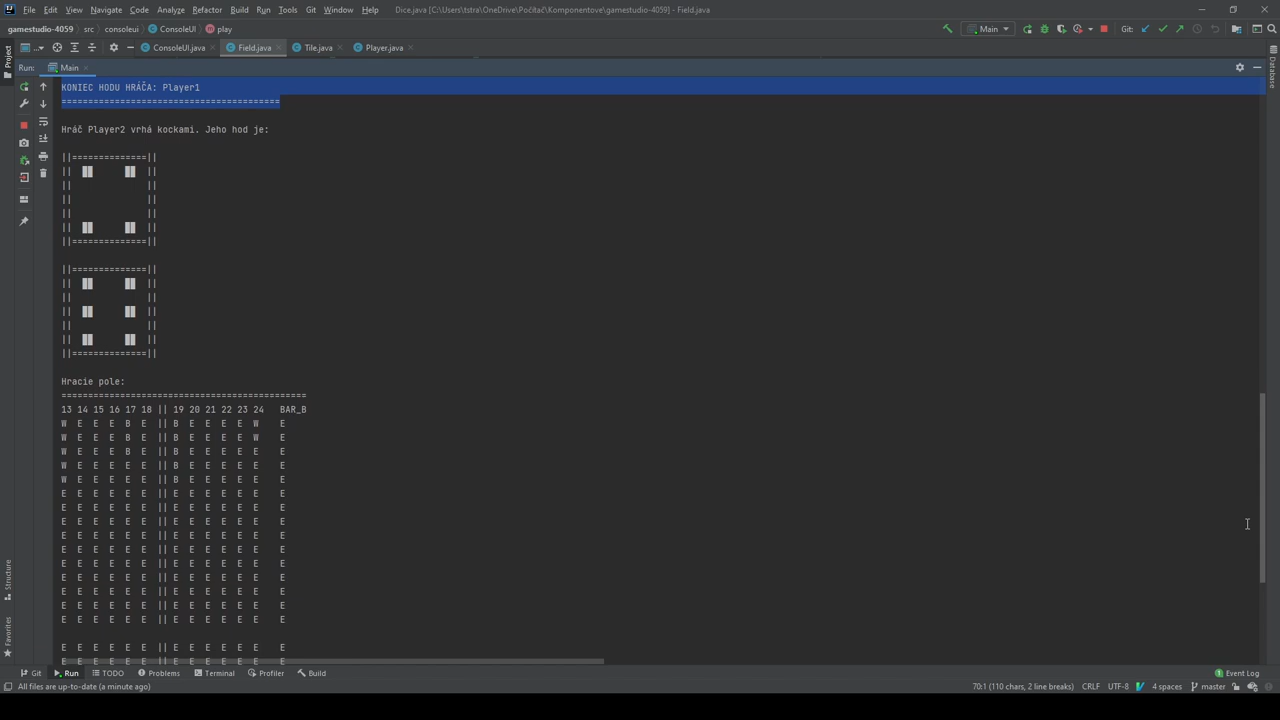 File Edit View Navigate Code Analyze Refactor Build Run Tools Git Window Help Dice.java [C:\Users\tstra\OneDrive\Počítač\Komponentove\gamestudio-4059] - Field.java
gamestudio-4059 src consoleui ConsoleUI play Main Git:
ConsoleUI.java Field.java Tile.java Player.java
Project
Database
Run: Main
KONIEC HODU HRÁČA: Player1
=========================================
Hráč Player2 vrhá kockami. Jeho hod je:
||==============||
||  ██      ██  ||
||              ||
||              ||
||              ||
||  ██      ██  ||
||==============||
||==============||
||  ██      ██  ||
||              ||
||  ██      ██  ||
||              ||
||  ██      ██  ||
||==============||
Hracie pole:
==============================================
13 14 15 16 17 18 || 19 20 21 22 23 24   BAR_B
W  E  E  E  B  E  || B  E  E  E  E  W    E
W  E  E  E  B  E  || B  E  E  E  E  W    E
W  E  E  E  B  E  || B  E  E  E  E  E    E
W  E  E  E  E  E  || B  E  E  E  E  E    E
W  E  E  E  E  E  || B  E  E  E  E  E    E
E  E  E  E  E  E  || E  E  E  E  E  E    E
E  E  E  E  E  E  || E  E  E  E  E  E    E
E  E  E  E  E  E  || E  E  E  E  E  E    E
E  E  E  E  E  E  || E  E  E  E  E  E    E
E  E  E  E  E  E  || E  E  E  E  E  E    E
E  E  E  E  E  E  || E  E  E  E  E  E    E
E  E  E  E  E  E  || E  E  E  E  E  E    E
E  E  E  E  E  E  || E  E  E  E  E  E    E
E  E  E  E  E  E  || E  E  E  E  E  E    E
E  E  E  E  E  E  || E  E  E  E  E  E    E
E  E  E  E  E  E  || E  E  E  E  E  E    E
E  E  E  E  E  E  || E  E  E  E  E  E    E
Structure
Favorites
Git Run TODO Problems Terminal Profiler Build 1 Event Log
All files are up-to-date (a minute ago) 70:1 (110 chars, 2 line breaks) CRLF UTF-8 4 spaces master